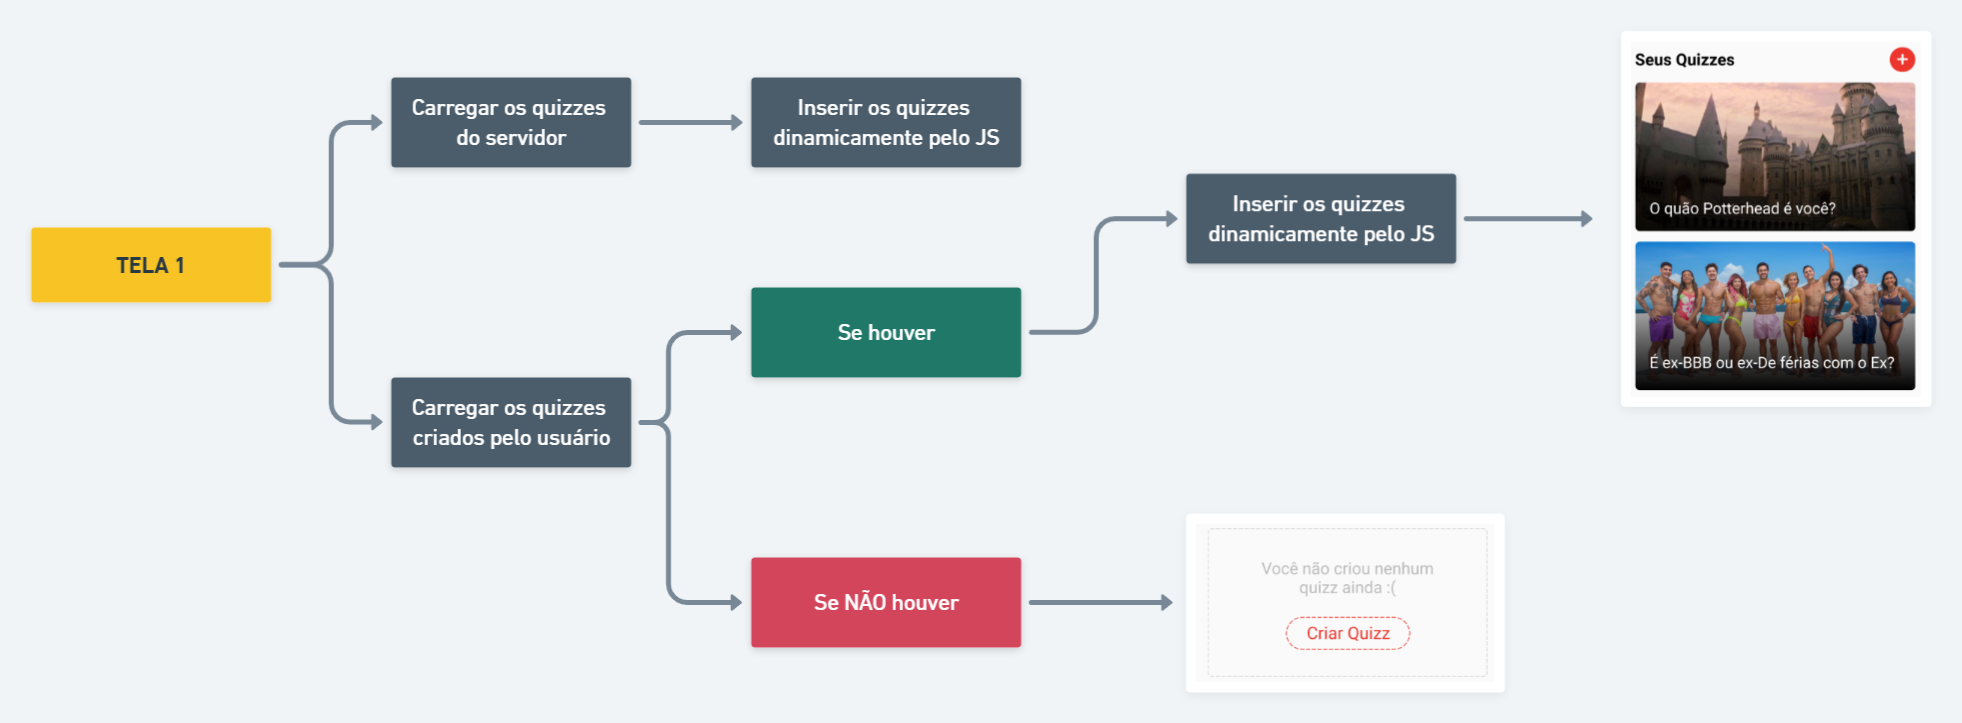 TELA 1
Carregar os quizzes
do servidor
Inserir os quizzes
dinamicamente pelo JS
Carregar os quizzes
criados pelo usuário
Se houver
Inserir os quizzes
dinamicamente pelo JS
Seus Quizzes
+
O quão Potterhead é você?
É ex-BBB ou ex-De férias com o Ex?
Se NÃO houver
Você não criou nenhum
quizz ainda :(
Criar Quizz